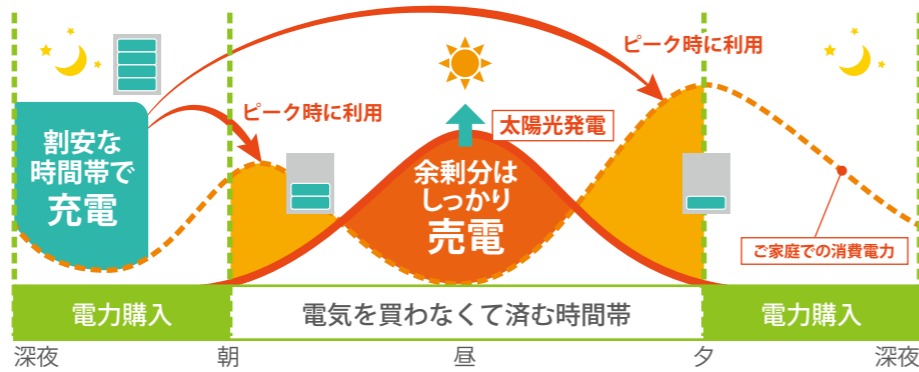 ピーク時に利用
ピーク時に利用
太陽光発電
割安な
時間帯で
充電
余剰分は
しっかり
売電
ご家庭での消費電力
電力購入
電気を買わなくて済む時間帯
電力購入
深夜
朝
昼
夕
深夜